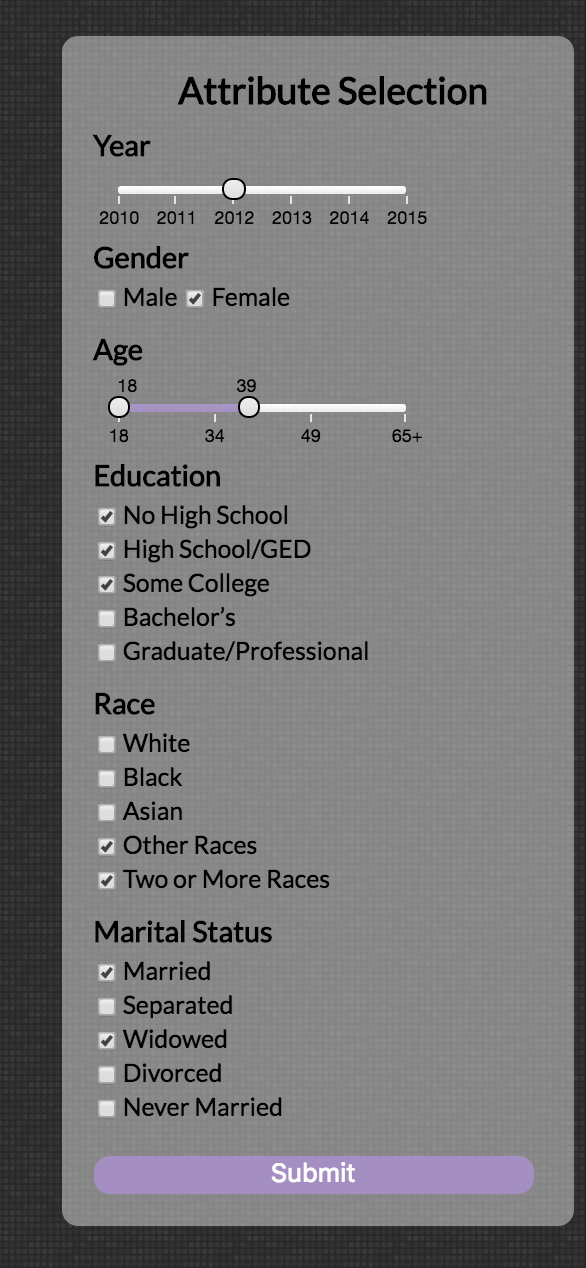 Attribute Selection
Year
2010 2011 2012 2013 2014 2015
Gender
Male Female
Age
18 39
18 34 49 65+
Education
No High School
High School/GED
Some College
Bachelor’s
Graduate/Professional
Race
White
Black
Asian
Other Races
Two or More Races
Marital Status
Married
Separated
Widowed
Divorced
Never Married
Submit